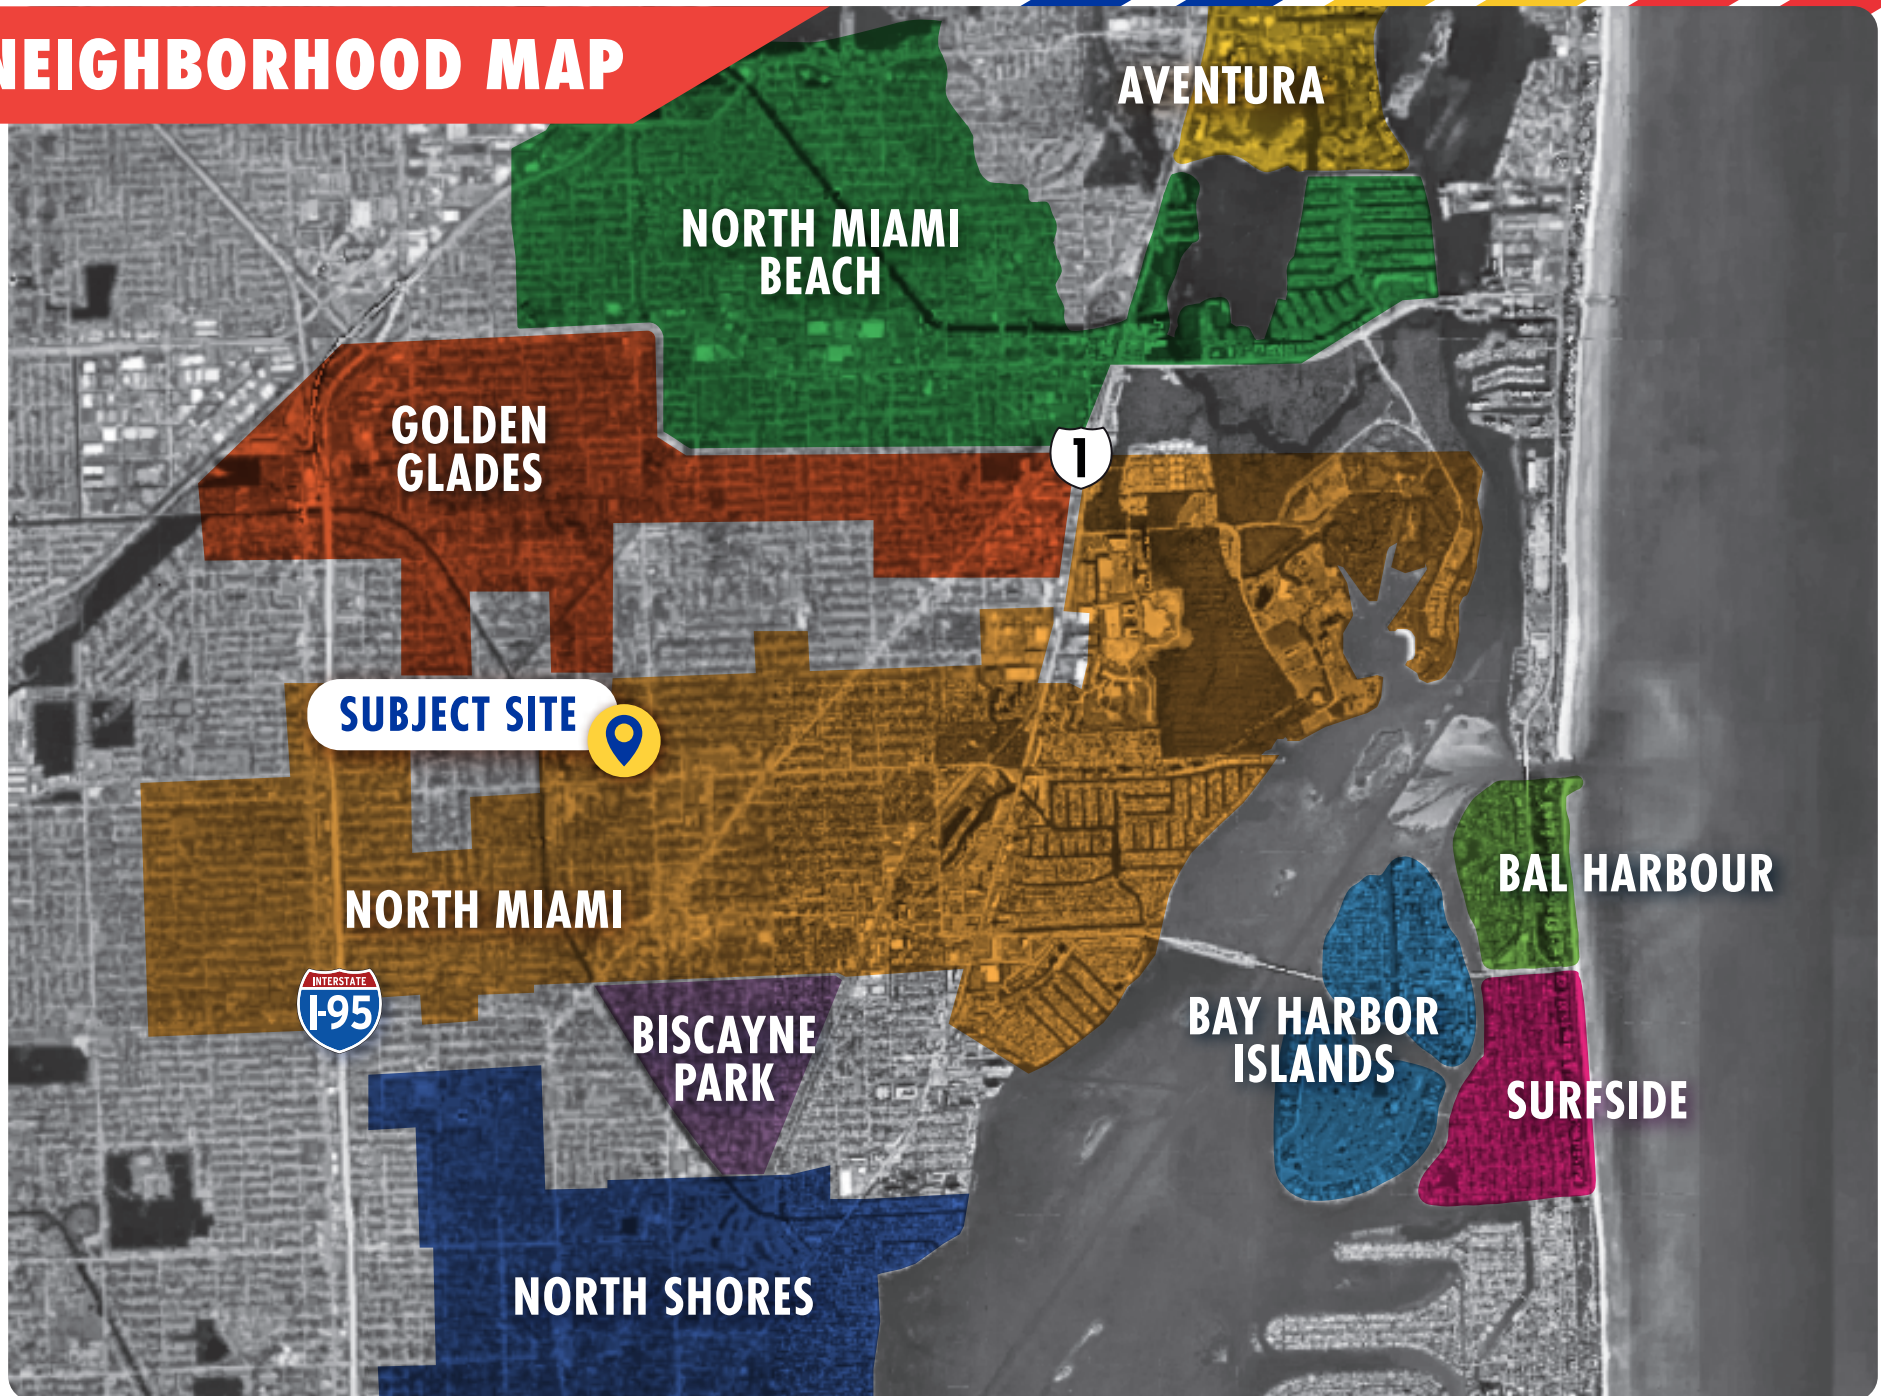 NEIGHBORHOOD MAP
AVENTURA
NORTH MIAMI
BEACH
GOLDEN
GLADES
1
SUBJECT SITE
BAL HARBOUR
NORTH MIAMI
INTERSTATE
I-95
BAY HARBOR
ISLANDS
BISCAYNE
PARK
SURFSIDE
NORTH SHORES